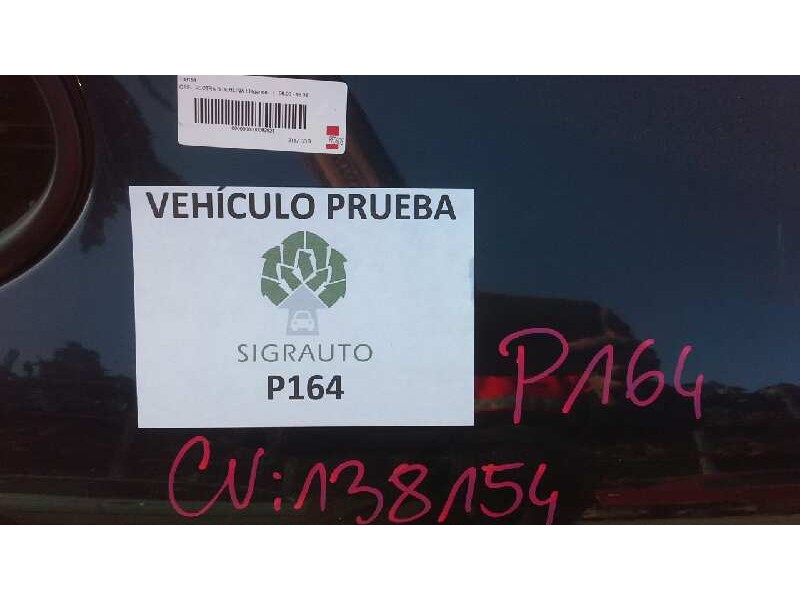 VEHÍCULO PRUEBA
SIGRAUTO
P164
P164
CV:138154